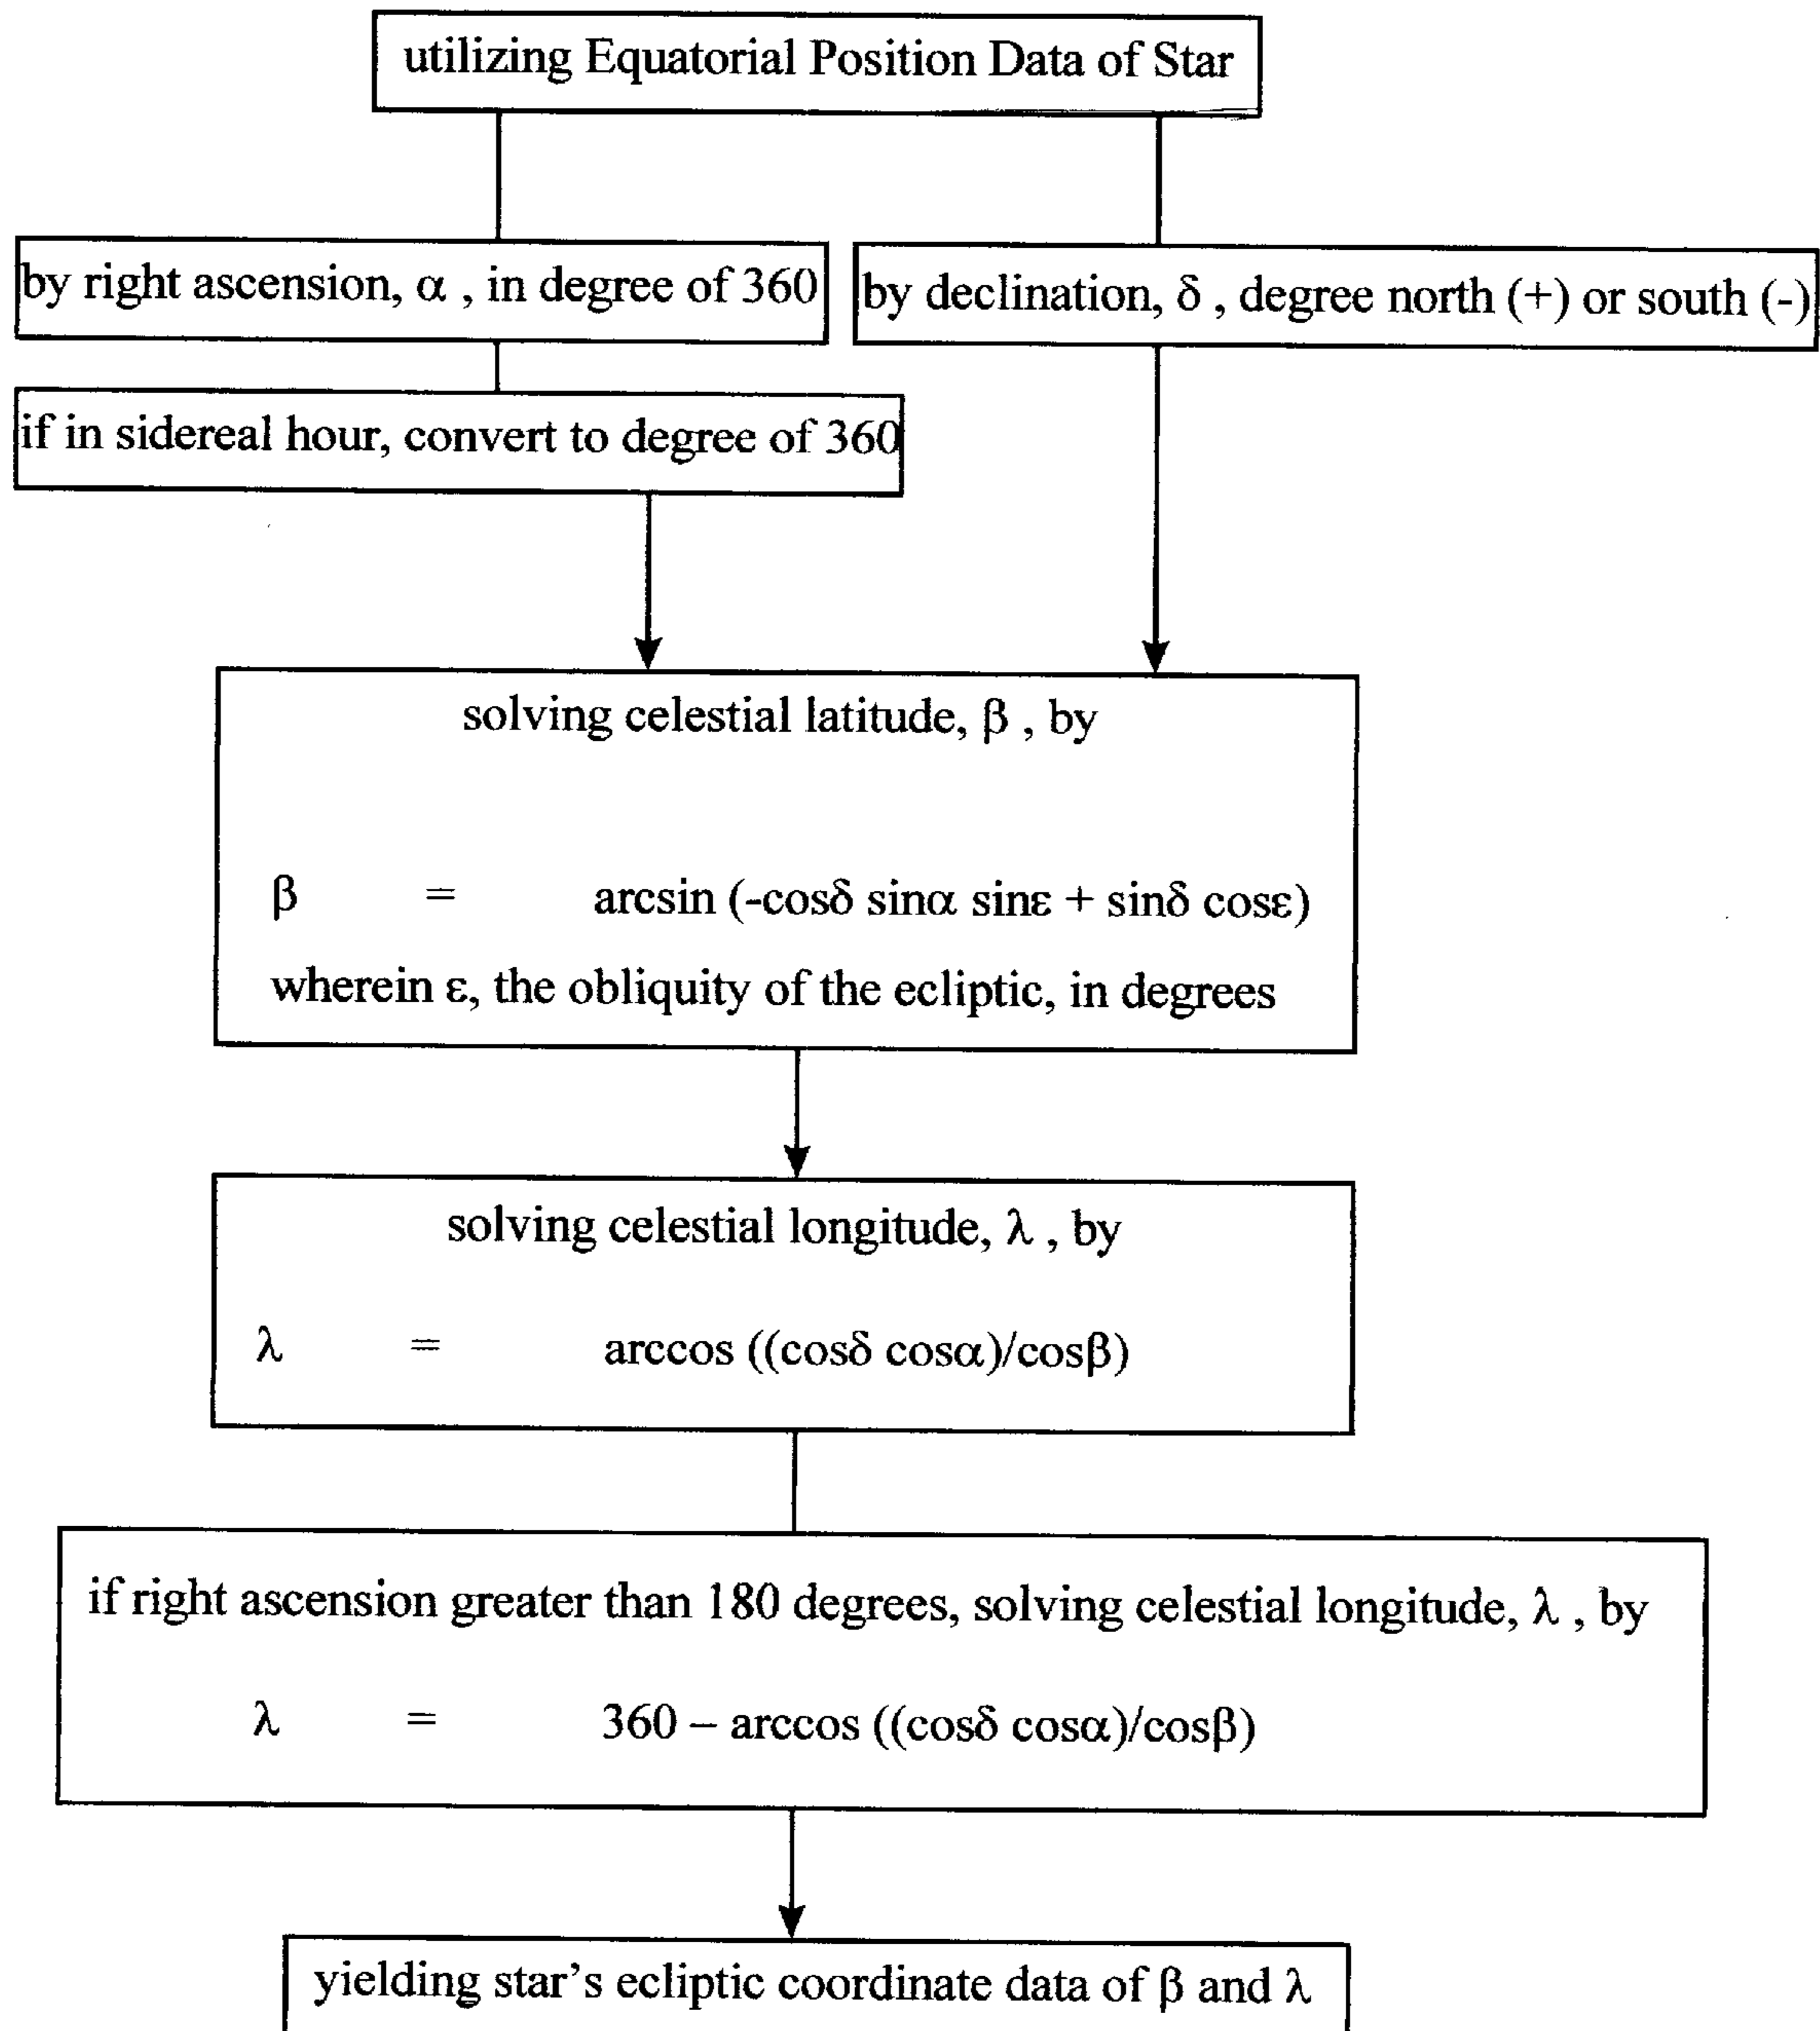 utilizing Equatorial Position Data of Star
by right ascension, α , in degree of 360
by declination, δ , degree north (+) or south (-)
if in sidereal hour, convert to degree of 360
solving celestial latitude, β , by
β = arcsin (-cosδ sinα sinε + sinδ cosε)
wherein ε, the obliquity of the ecliptic, in degrees
solving celestial longitude, λ , by
λ = arccos ((cosδ cosα)/cosβ)
if right ascension greater than 180 degrees, solving celestial longitude, λ , by
λ = 360 – arccos ((cosδ cosα)/cosβ)
yielding star’s ecliptic coordinate data of β and λ